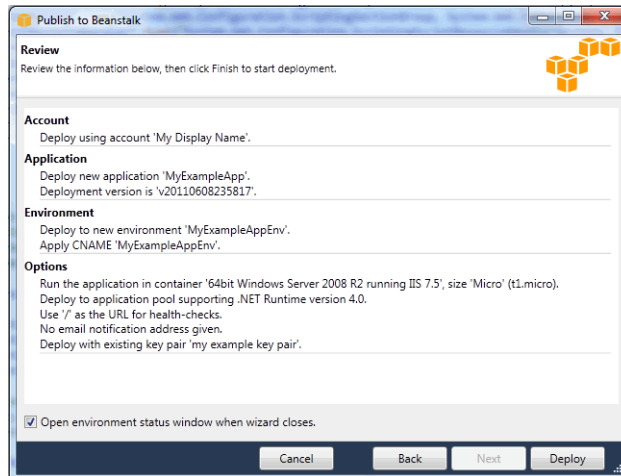 Publish to Beanstalk
Review
Review the information below, then click Finish to start deployment.
Account
Deploy using account 'My Display Name'.
Application
Deploy new application 'MyExampleApp'.
Deployment version is 'v20110608235817'.
Environment
Deploy to new environment 'MyExampleAppEnv'.
Apply CNAME 'MyExampleAppEnv'.
Options
Run the application in container '64bit Windows Server 2008 R2 running IIS 7.5', size 'Micro' (t1.micro).
Deploy to application pool supporting .NET Runtime version 4.0.
Use '/' as the URL for health-checks.
No email notification address given.
Deploy with existing key pair 'my example key pair'.
Open environment status window when wizard closes.
Cancel Back Next Deploy